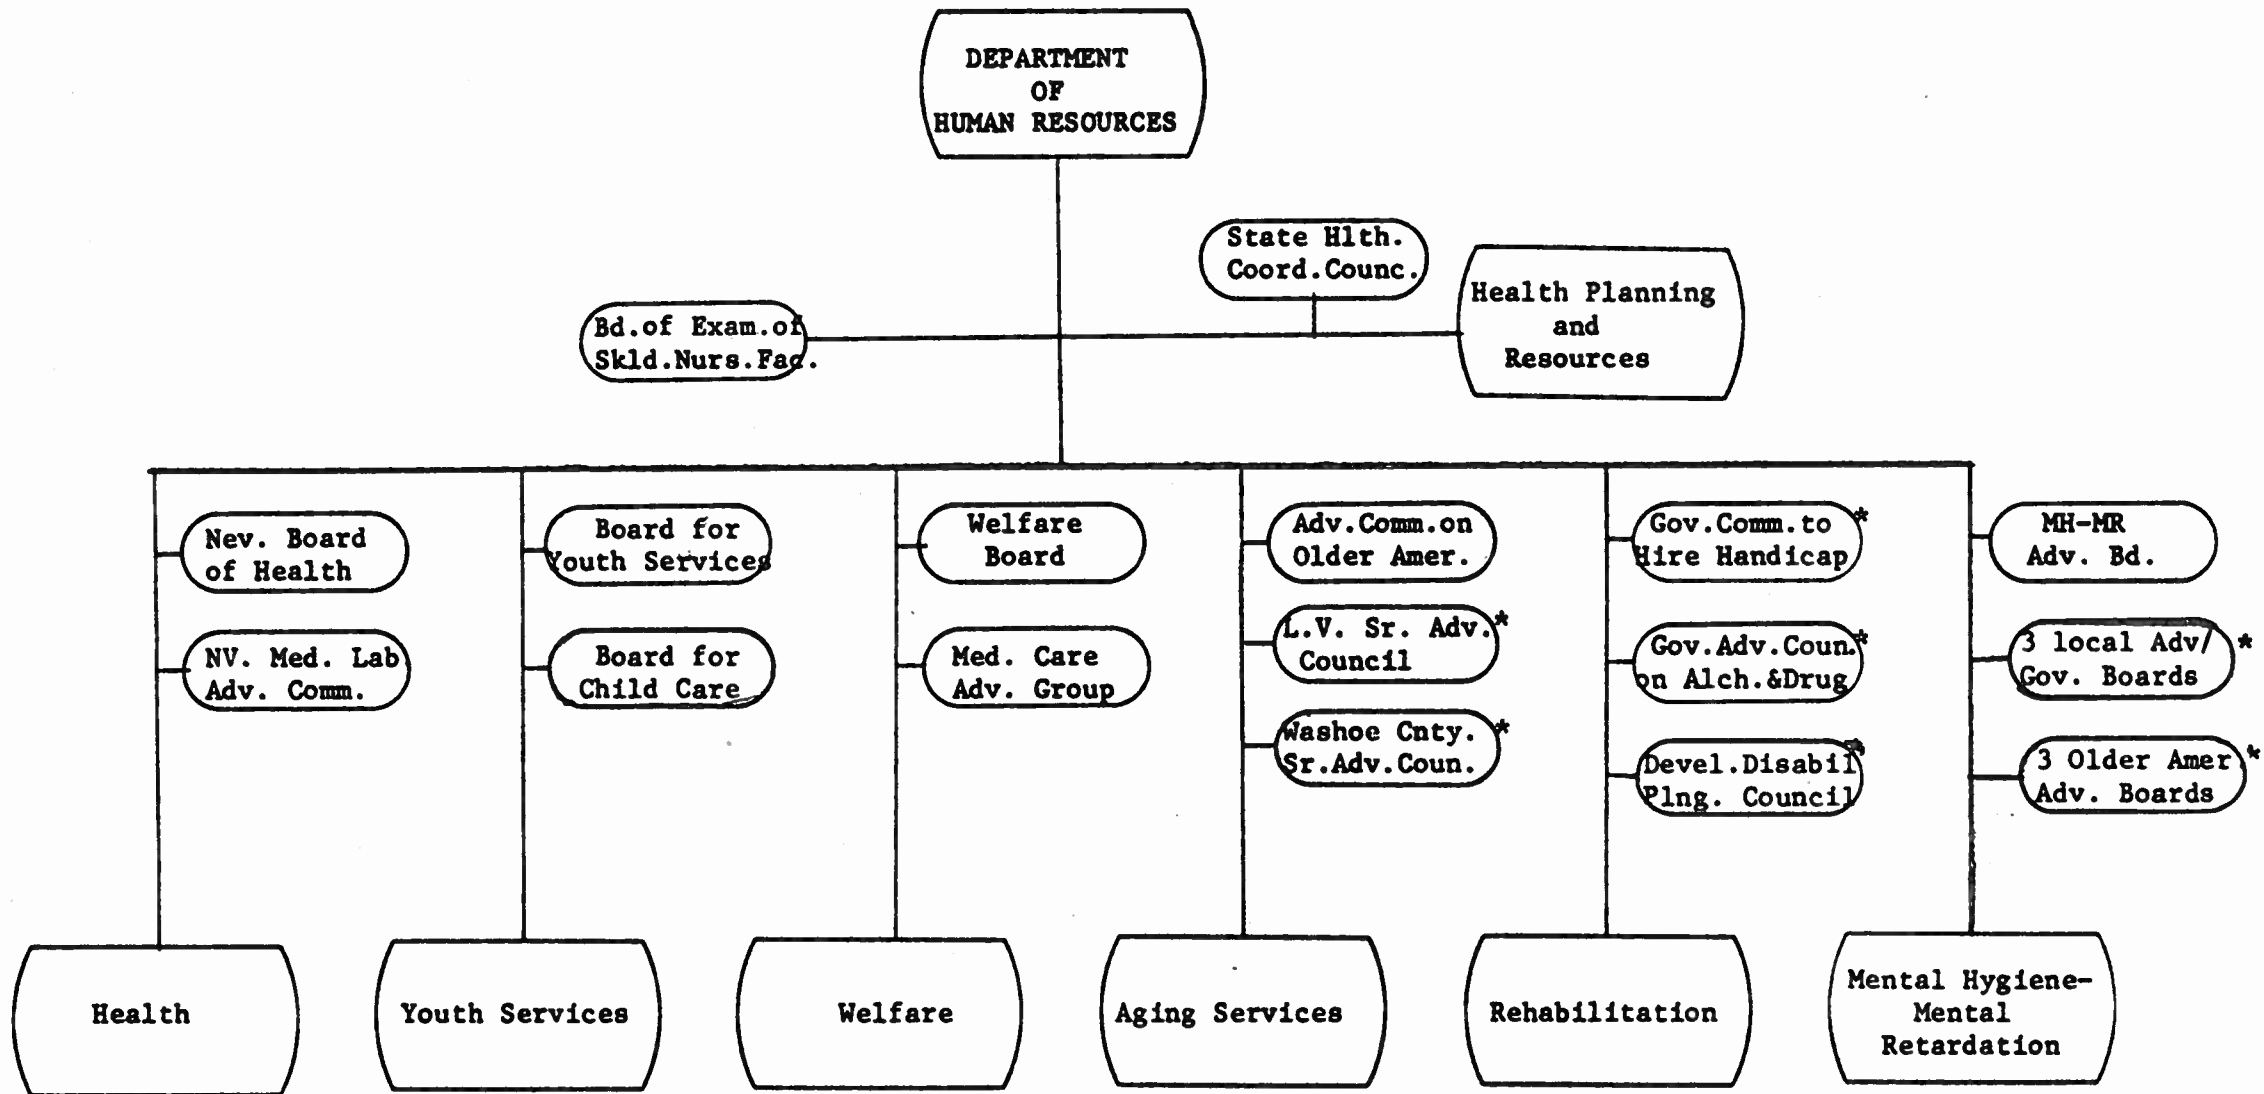 DEPARTMENT
OF
HUMAN RESOURCES
State Hlth.
Coord.Counc.
Health Planning
and
Resources
Bd.of Exam.of
Skld.Nurs.Fac.
Nev. Board
of Health
NV. Med. Lab
Adv. Comm.
Board for
Youth Services
Board for
Child Care
Welfare
Board
Med. Care
Adv. Group
Adv.Comm.on
Older Amer.
L.V. Sr. Adv.*
Council
Washoe Cnty.*
Sr.Adv.Coun.
Gov.Comm.to*
Hire Handicap
Gov.Adv.Coun.*
on Alch.&Drug
Devel.Disabil*
Plng. Council
MH-MR
Adv. Bd.
3 local Adv/*
Gov. Boards
3 Older Amer.*
Adv. Boards
Health
Youth Services
Welfare
Aging Services
Rehabilitation
Mental Hygiene-
Mental
Retardation